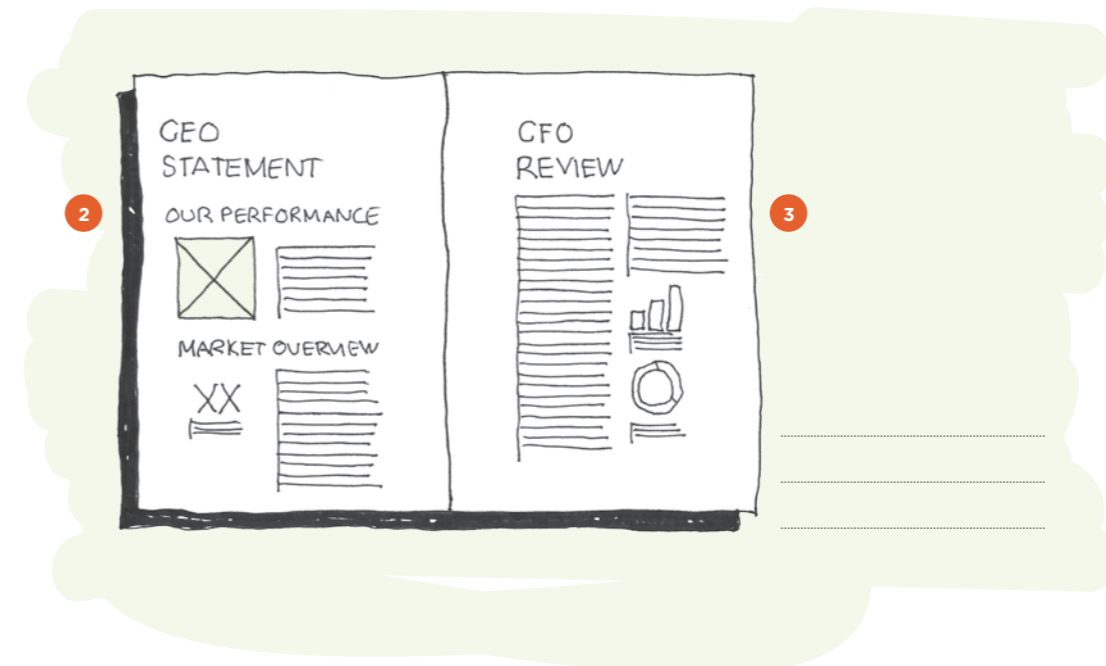 CEO
STATEMENT
OUR PERFORMANCE
MARKET OVERVIEW
XX
CFO
REVIEW
2
3